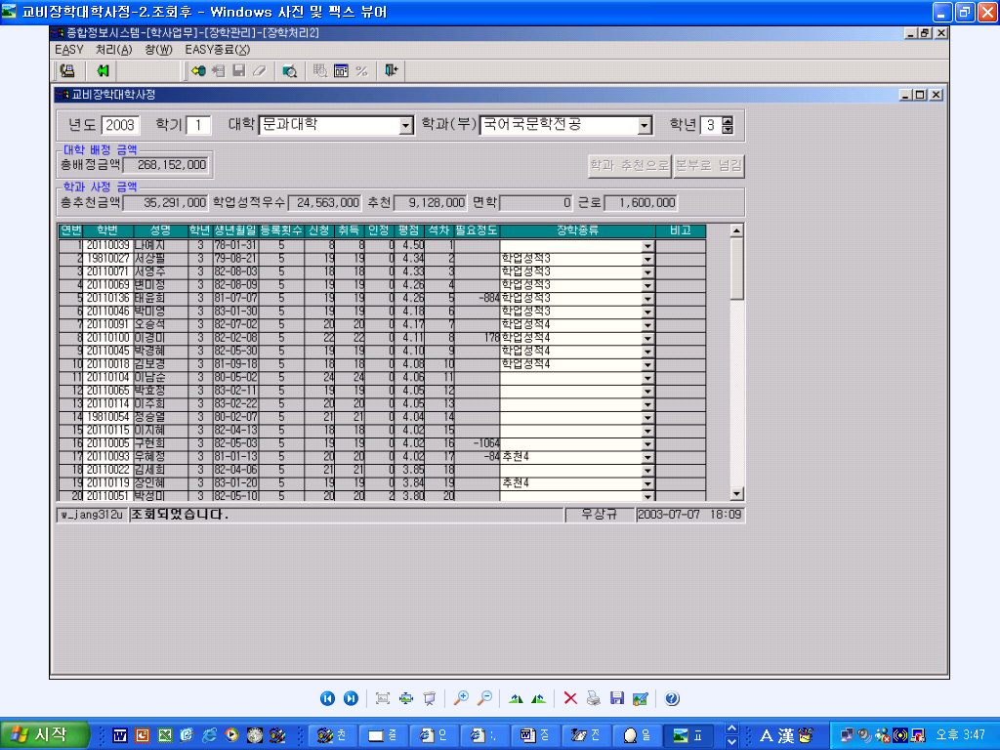 교비장학대학사정-2.조회후 - Windows 사진 및 팩스 뷰어
종합정보시스템-[학사업무]-[장학관리]-[장학처리2]
EASY 처리(A) 창(W) EASY종료(X)
교비장학대학사정
년도 2003 학기 1 대학 문과대학 학과(부) 국어국문학전공 학년 3
대학 배정 금액
총배정금액 268,152,000 학과 추천으로 본부로 넘김
학과 사정 금액
총추천금액 35,291,000 학업성적우수 24,563,000 추천 9,128,000 면학 0 근로 1,600,000
연번 학번 성명 학년 생년월일 등록횟수 신청 취득 인정 평점 석차 필요정도 장학종류 비고
1 20110039 나예지 3 78-01-31 5 8 8 0 4.50 1
2 19810027 서상필 3 79-08-21 5 19 19 0 4.34 2 학업성적3
3 20110071 서영주 3 82-08-03 5 18 18 0 4.33 3 학업성적3
4 20110069 변미정 3 82-08-09 5 19 19 0 4.26 4 학업성적3
5 20110136 태윤희 3 81-07-07 5 19 19 0 4.26 5 -884 학업성적3
6 20110046 박미영 3 83-01-30 5 19 19 0 4.18 6 학업성적3
7 20110091 오승석 3 82-07-02 5 20 20 0 4.17 7 학업성적4
8 20110100 이경미 3 82-02-08 5 22 22 0 4.11 8 178 학업성적4
9 20110045 박경혜 3 82-05-30 5 19 19 0 4.10 9 학업성적4
10 20110018 김보경 3 81-09-18 5 18 18 0 4.08 10 학업성적4
11 20110104 이남순 3 80-05-02 5 24 24 0 4.06 11
12 20110065 박효정 3 83-02-11 5 19 19 0 4.05 12
13 20110114 이주희 3 83-02-22 5 20 20 0 4.05 13
14 19810054 정승열 3 80-02-07 5 21 21 0 4.04 14
15 20110115 이지혜 3 82-04-13 5 18 18 0 4.02 15
16 20110005 구현희 3 82-05-03 5 19 19 0 4.02 16 -1064
17 20110093 우혜정 3 81-01-13 5 20 20 0 4.02 17 -84 추천4
18 20110022 김세희 3 82-04-06 5 21 21 0 3.85 18
19 20110119 장인혜 3 83-01-20 5 19 19 0 3.84 19 추천4
20 20110051 박성미 3 82-05-10 5 20 20 2 3.80 20
w_jang312u 조회되었습니다. 우상규 2003-07-07 18:09
시작 A 漢 오후 3:47